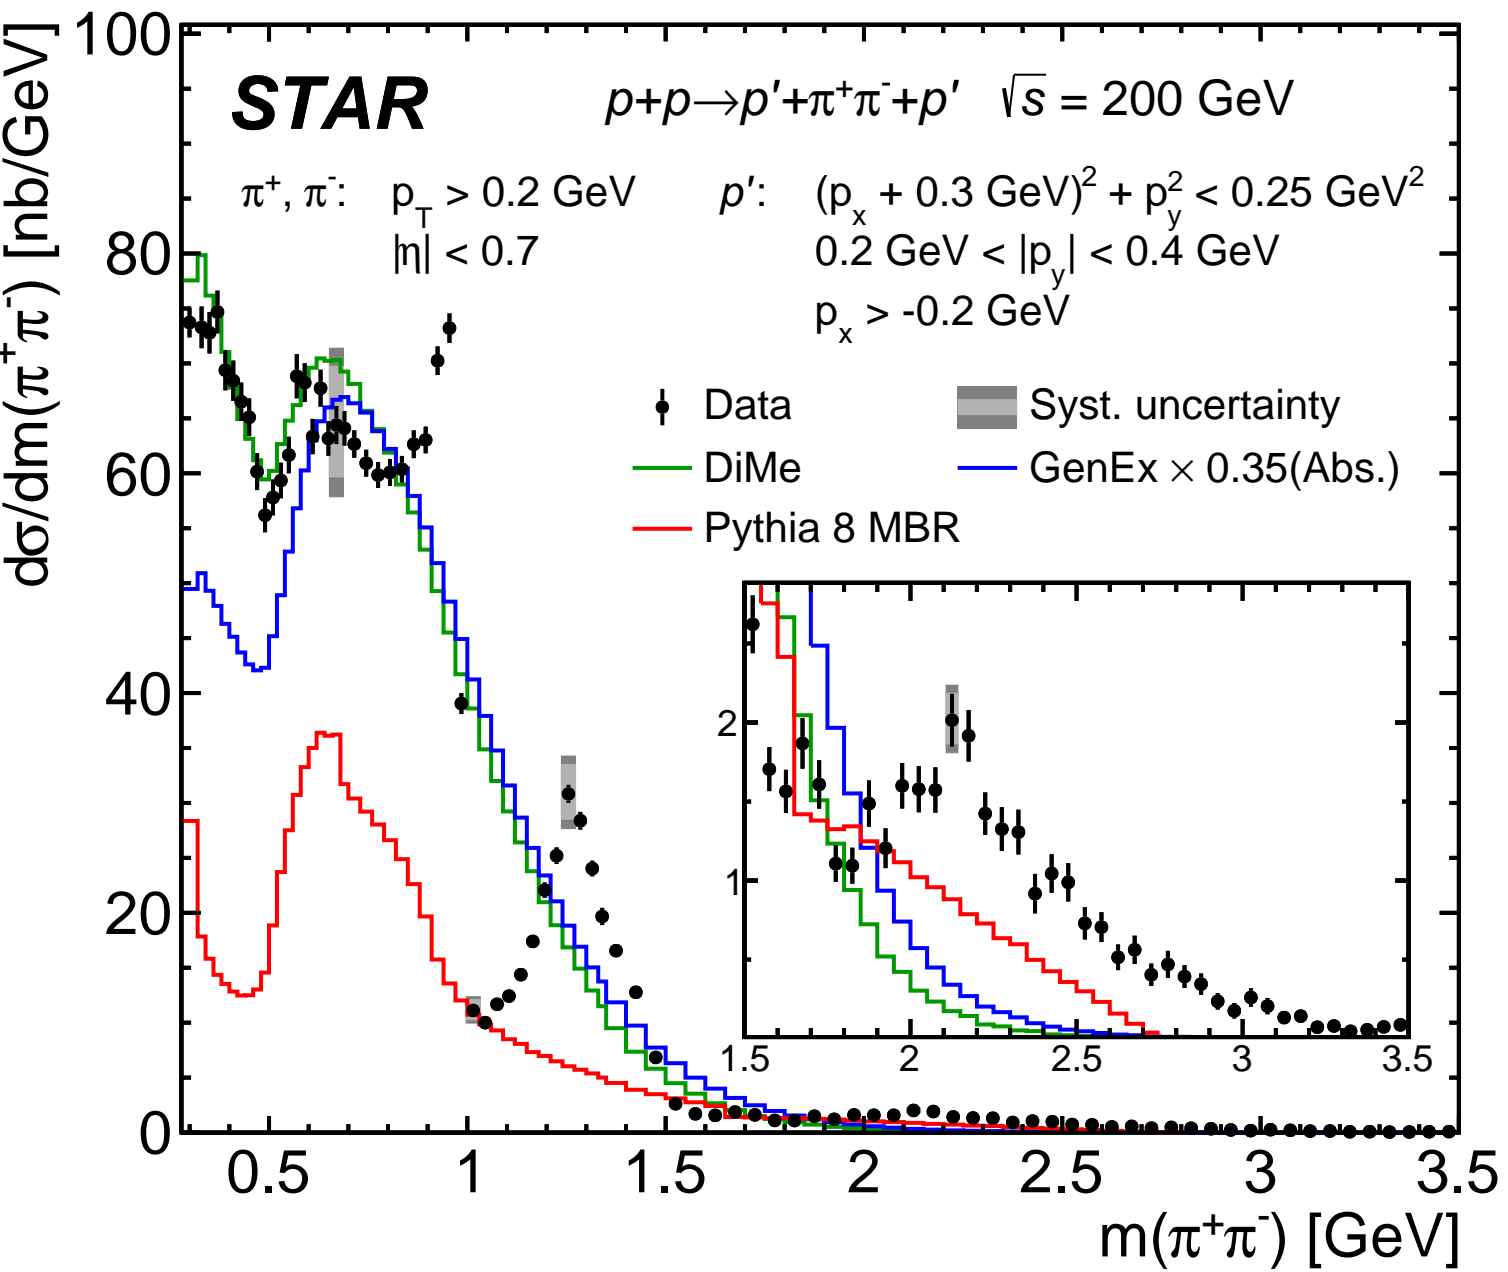 dσ/dm(π⁺π⁻) [nb/GeV]
100
80
60
40
20
0
STAR p+p→p′+π⁺π⁻+p′ √s = 200 GeV
π⁺, π⁻: p_T > 0.2 GeV p′: (p_x + 0.3 GeV)² + p_y² < 0.25 GeV²
|η| < 0.7 0.2 GeV < |p_y| < 0.4 GeV
p_x > -0.2 GeV
Data Syst. uncertainty
DiMe GenEx × 0.35(Abs.)
Pythia 8 MBR
2
1
1.5 2 2.5 3 3.5
0.5 1 1.5 2 2.5 3 3.5
m(π⁺π⁻) [GeV]